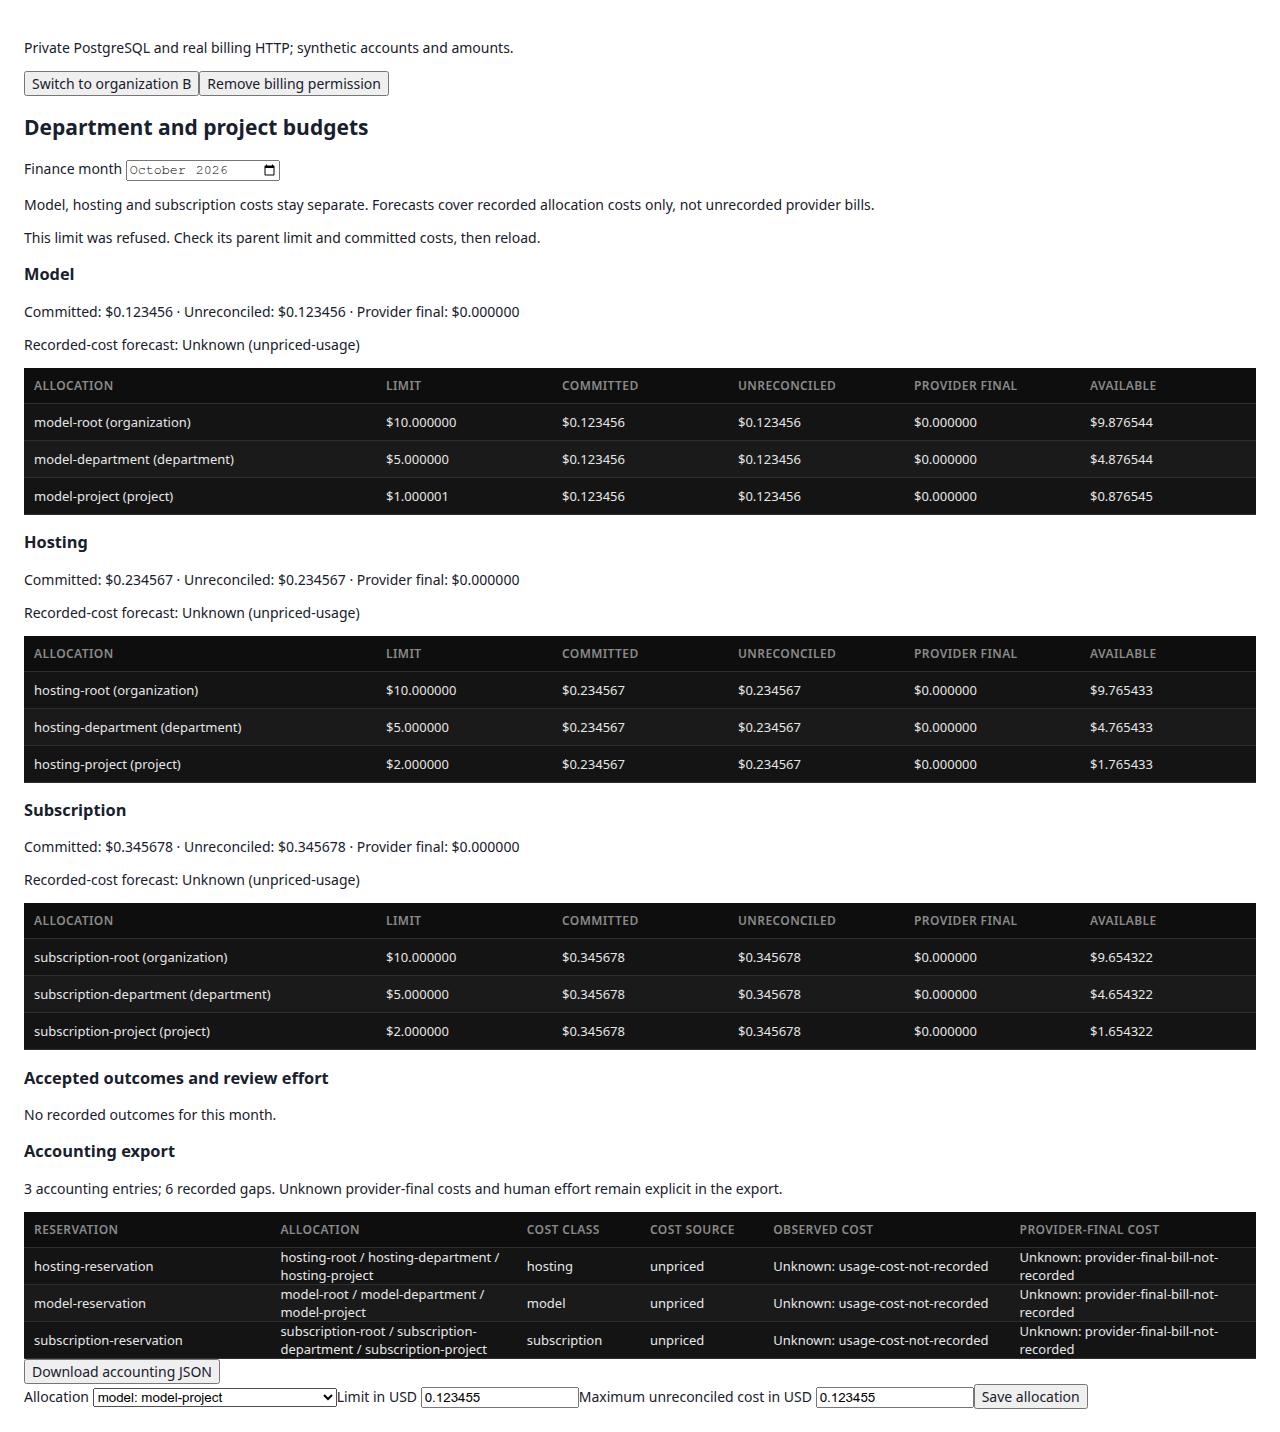 Private PostgreSQL and real billing HTTP; synthetic accounts and amounts.
Switch to organization B Remove billing permission
Department and project budgets
Finance month October 2026
Model, hosting and subscription costs stay separate. Forecasts cover recorded allocation costs only, not unrecorded provider bills.
This limit was refused. Check its parent limit and committed costs, then reload.
Model
Committed: $0.123456 · Unreconciled: $0.123456 · Provider final: $0.000000
Recorded-cost forecast: Unknown (unpriced-usage)
ALLOCATION LIMIT COMMITTED UNRECONCILED PROVIDER FINAL AVAILABLE
model-root (organization) $10.000000 $0.123456 $0.123456 $0.000000 $9.876544
model-department (department) $5.000000 $0.123456 $0.123456 $0.000000 $4.876544
model-project (project) $1.000001 $0.123456 $0.123456 $0.000000 $0.876545
Hosting
Committed: $0.234567 · Unreconciled: $0.234567 · Provider final: $0.000000
Recorded-cost forecast: Unknown (unpriced-usage)
ALLOCATION LIMIT COMMITTED UNRECONCILED PROVIDER FINAL AVAILABLE
hosting-root (organization) $10.000000 $0.234567 $0.234567 $0.000000 $9.765433
hosting-department (department) $5.000000 $0.234567 $0.234567 $0.000000 $4.765433
hosting-project (project) $2.000000 $0.234567 $0.234567 $0.000000 $1.765433
Subscription
Committed: $0.345678 · Unreconciled: $0.345678 · Provider final: $0.000000
Recorded-cost forecast: Unknown (unpriced-usage)
ALLOCATION LIMIT COMMITTED UNRECONCILED PROVIDER FINAL AVAILABLE
subscription-root (organization) $10.000000 $0.345678 $0.345678 $0.000000 $9.654322
subscription-department (department) $5.000000 $0.345678 $0.345678 $0.000000 $4.654322
subscription-project (project) $2.000000 $0.345678 $0.345678 $0.000000 $1.654322
Accepted outcomes and review effort
No recorded outcomes for this month.
Accounting export
3 accounting entries; 6 recorded gaps. Unknown provider-final costs and human effort remain explicit in the export.
RESERVATION ALLOCATION COST CLASS COST SOURCE OBSERVED COST PROVIDER-FINAL COST
hosting-root / hosting-department / Unknown: provider-final-bill-not-
hosting-reservation hosting unpriced Unknown: usage-cost-not-recorded
hosting-project recorded
model-root / model-department / Unknown: provider-final-bill-not-
model-reservation model unpriced Unknown: usage-cost-not-recorded
model-project recorded
subscription-root / subscription- Unknown: provider-final-bill-not-
subscription-reservation subscription unpriced Unknown: usage-cost-not-recorded
department / subscription-project recorded
Download accounting JSON
Allocation model: model-project Limit in USD 0.123455 Maximum unreconciled cost in USD 0.123455 Save allocation